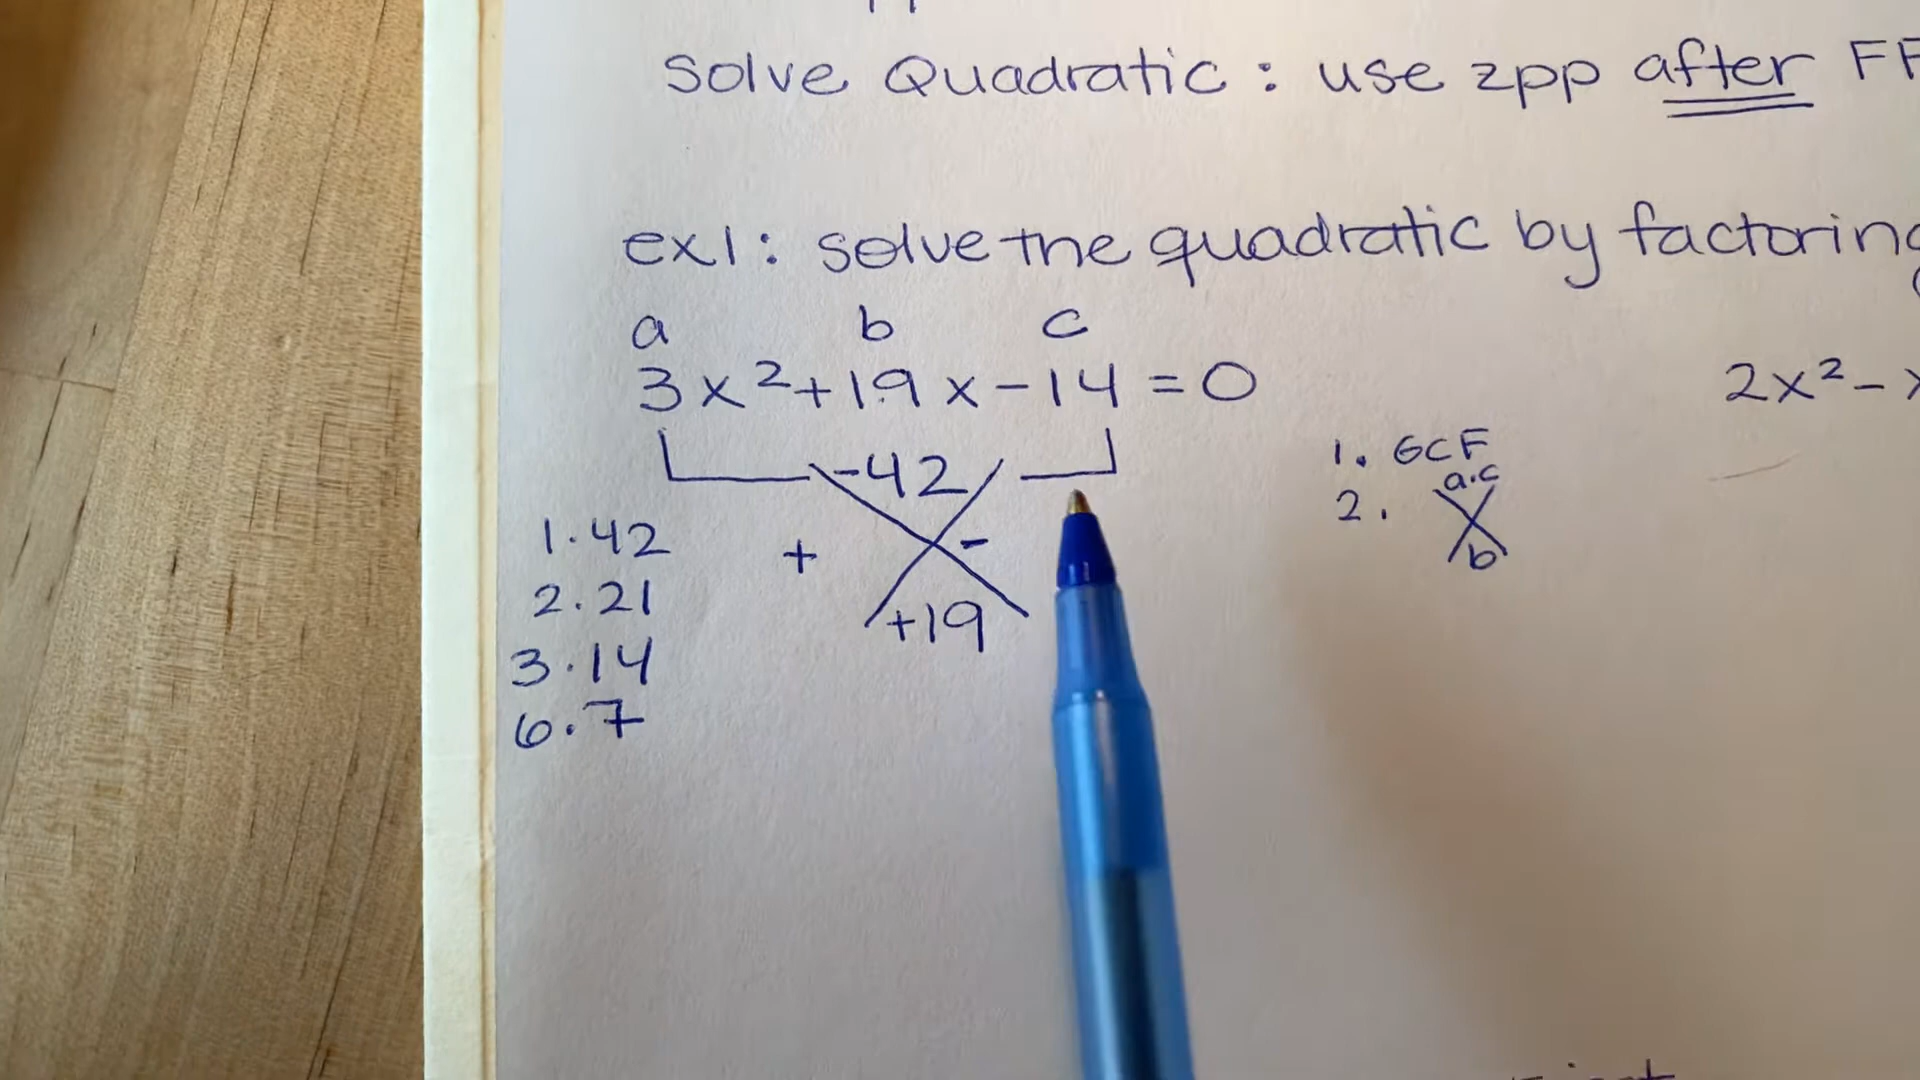 Solve Quadratic: use zpp after
ex1: solve the quadratic by factoring
a b c
3x²+19x-14=0
2x²-
-42
1. GCF
a.c
2.
b
1.42
+ -
2.21
+19
3.14
6.7